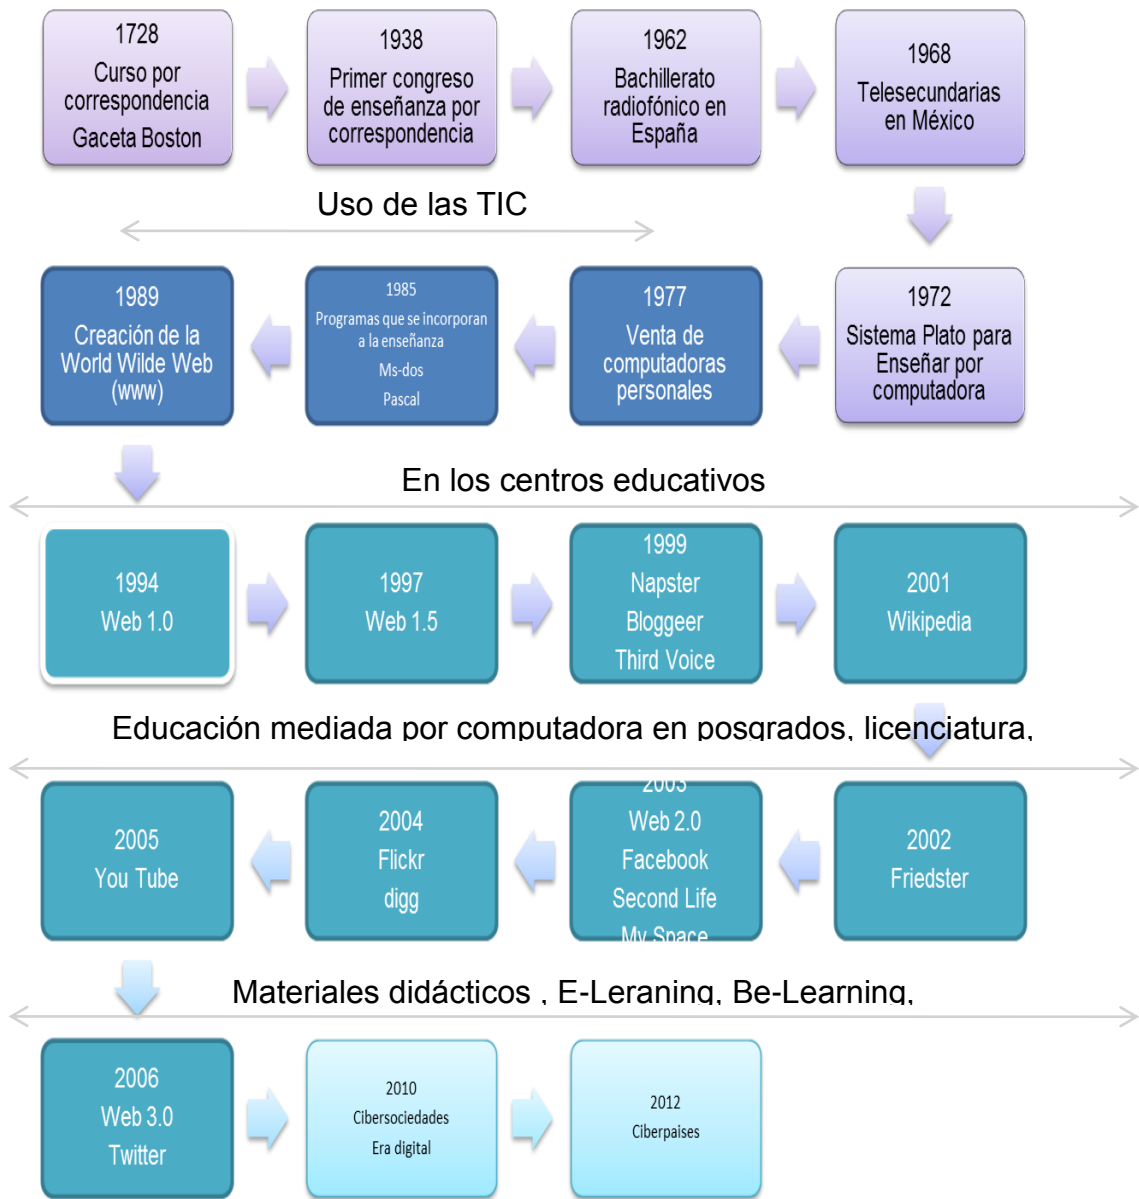 1728
Curso por
correspondencia
Gaceta Boston
1938
Primer congreso
de enseñanza por
correspondencia
1962
Bachillerato
radiofónico en
España
1968
Telesecundarias
en México
Uso de las TIC
1972
Sistema Plato para
Enseñar por
computadora
1977
Venta de
computadoras
personales
1985
Programas que se incorporan
a la enseñanza
Ms-dos
Pascal
1989
Creación de la
World Wilde Web
(www)
En los centros educativos
1994
Web 1.0
1997
Web 1.5
1999
Napster
Bloggeer
Third Voice
2001
Wikipedia
Educación mediada por computadora en posgrados, licenciatura,
2002
Friedster
2003
Web 2.0
Facebook
Second Life
My Space
2004
Flickr
digg
2005
You Tube
Materiales didácticos , E-Leraning, Be-Learning,
2006
Web 3.0
Twitter
2010
Cibersociedades
Era digital
2012
Ciberpaises